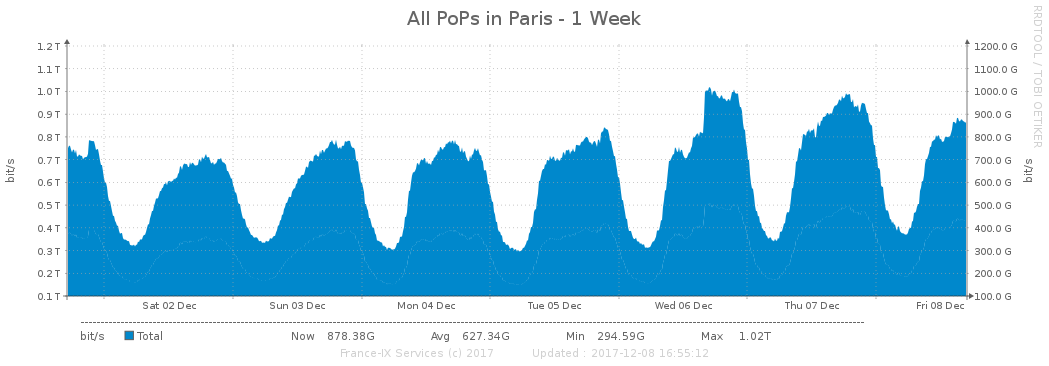 All PoPs in Paris - 1 Week
RRDTOOL / TOBI OETIKER
bit/s
1.2 T
1.1 T
1.0 T
0.9 T
0.8 T
0.7 T
0.6 T
0.5 T
0.4 T
0.3 T
0.2 T
0.1 T
1200.0 G
1100.0 G
1000.0 G
900.0 G
800.0 G
700.0 G
600.0 G
500.0 G
400.0 G
300.0 G
200.0 G
100.0 G
bit/s
Sat 02 Dec Sun 03 Dec Mon 04 Dec Tue 05 Dec Wed 06 Dec Thu 07 Dec Fri 08 Dec
bit/s Total Now 878.38G Avg 627.34G Min 294.59G Max 1.02T
France-IX Services (c) 2017 Updated : 2017-12-08 16:55:12